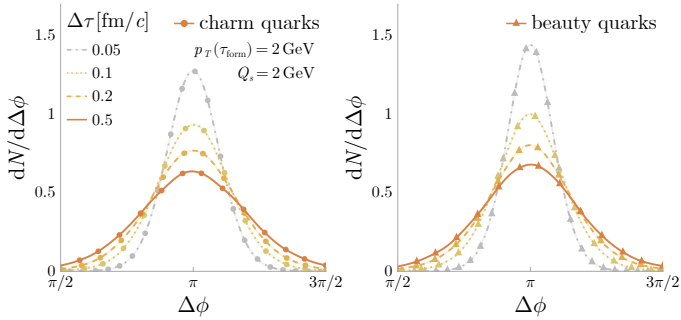 Δτ[fm/c]
0.05
0.1
0.2
0.5
charm quarks
p_T(τ_form) = 2 GeV
Q_s = 2 GeV
dN/dΔϕ
1.5
1
0.5
0
π/2
π
3π/2
Δϕ
beauty quarks
dN/dΔϕ
1.5
1
0.5
0
π/2
π
3π/2
Δϕ